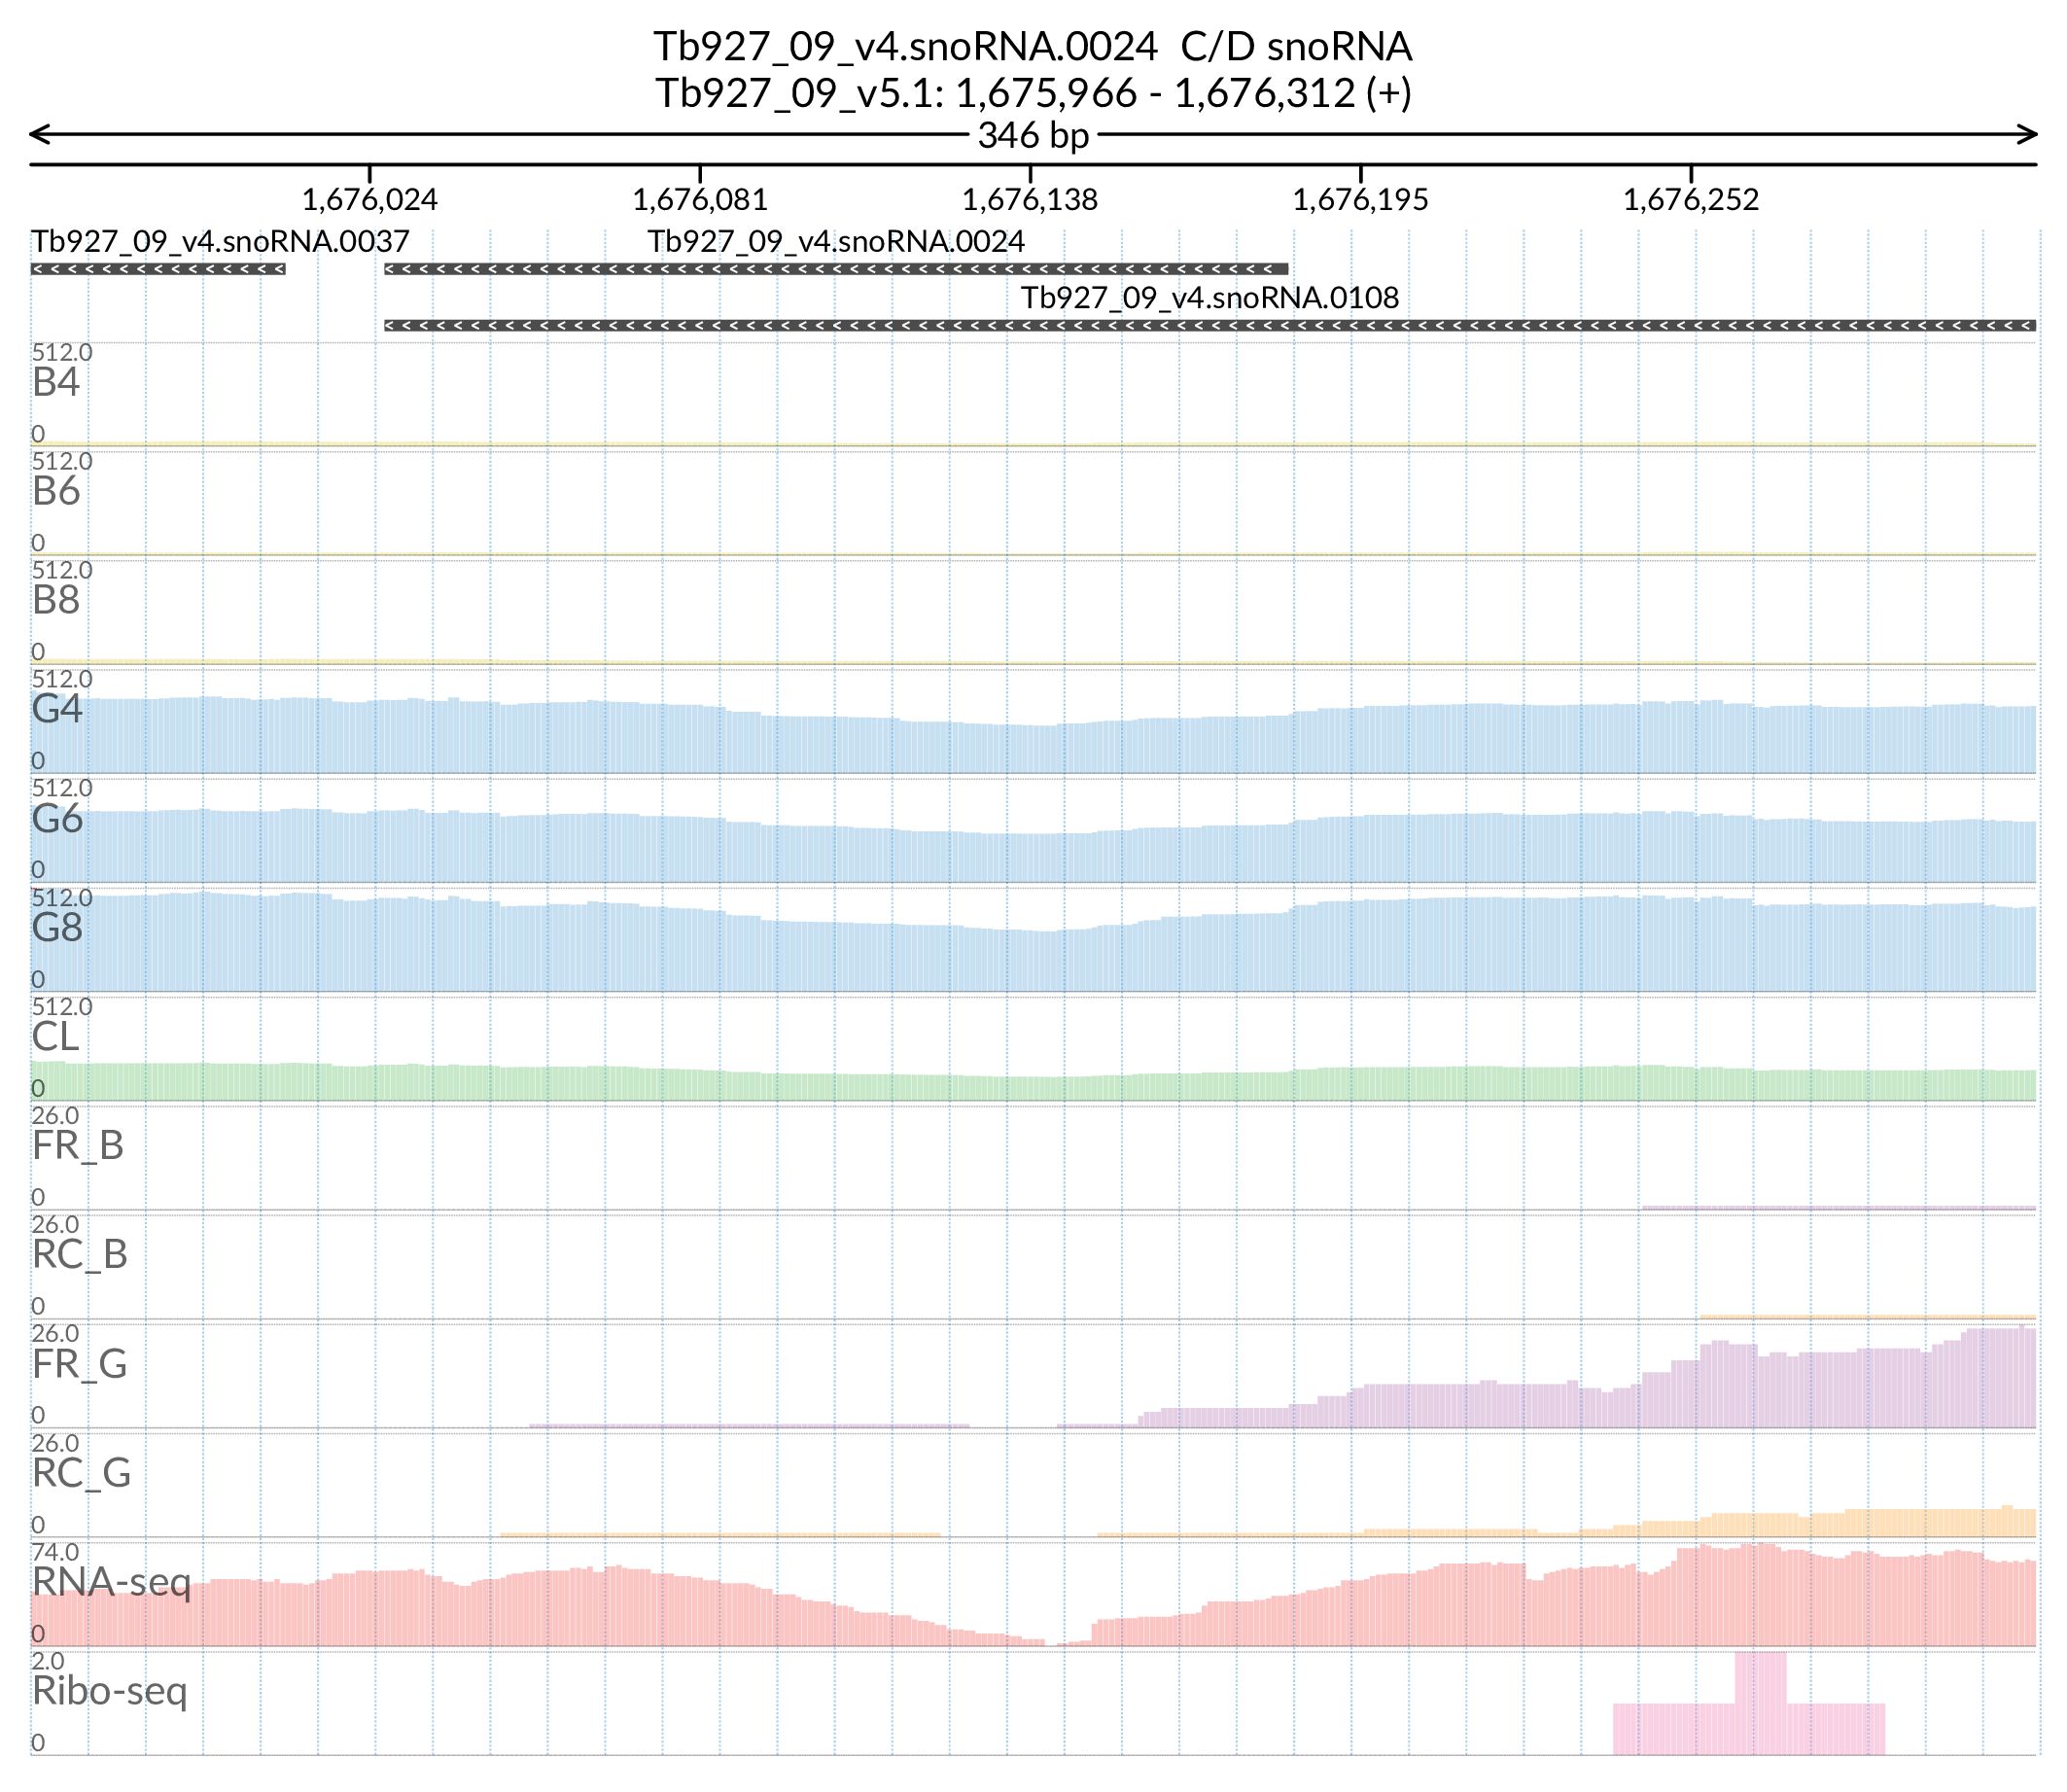 Tb927_09_v4.snoRNA.0024 C/D snoRNA
Tb927_09_v5.1: 1,675,966 - 1,676,312 (+)
346 bp
1,676,024 1,676,081 1,676,138 1,676,195 1,676,252
Tb927_09_v4.snoRNA.0037 Tb927_09_v4.snoRNA.0024
Tb927_09_v4.snoRNA.0108
512.0
B4
0
512.0
B6
0
512.0
B8
0
512.0
G4
0
512.0
G6
0
512.0
G8
0
512.0
CL
0
26.0
FR_B
0
26.0
RC_B
0
26.0
FR_G
0
26.0
RC_G
0
74.0
RNA-seq
0
2.0
Ribo-seq
0